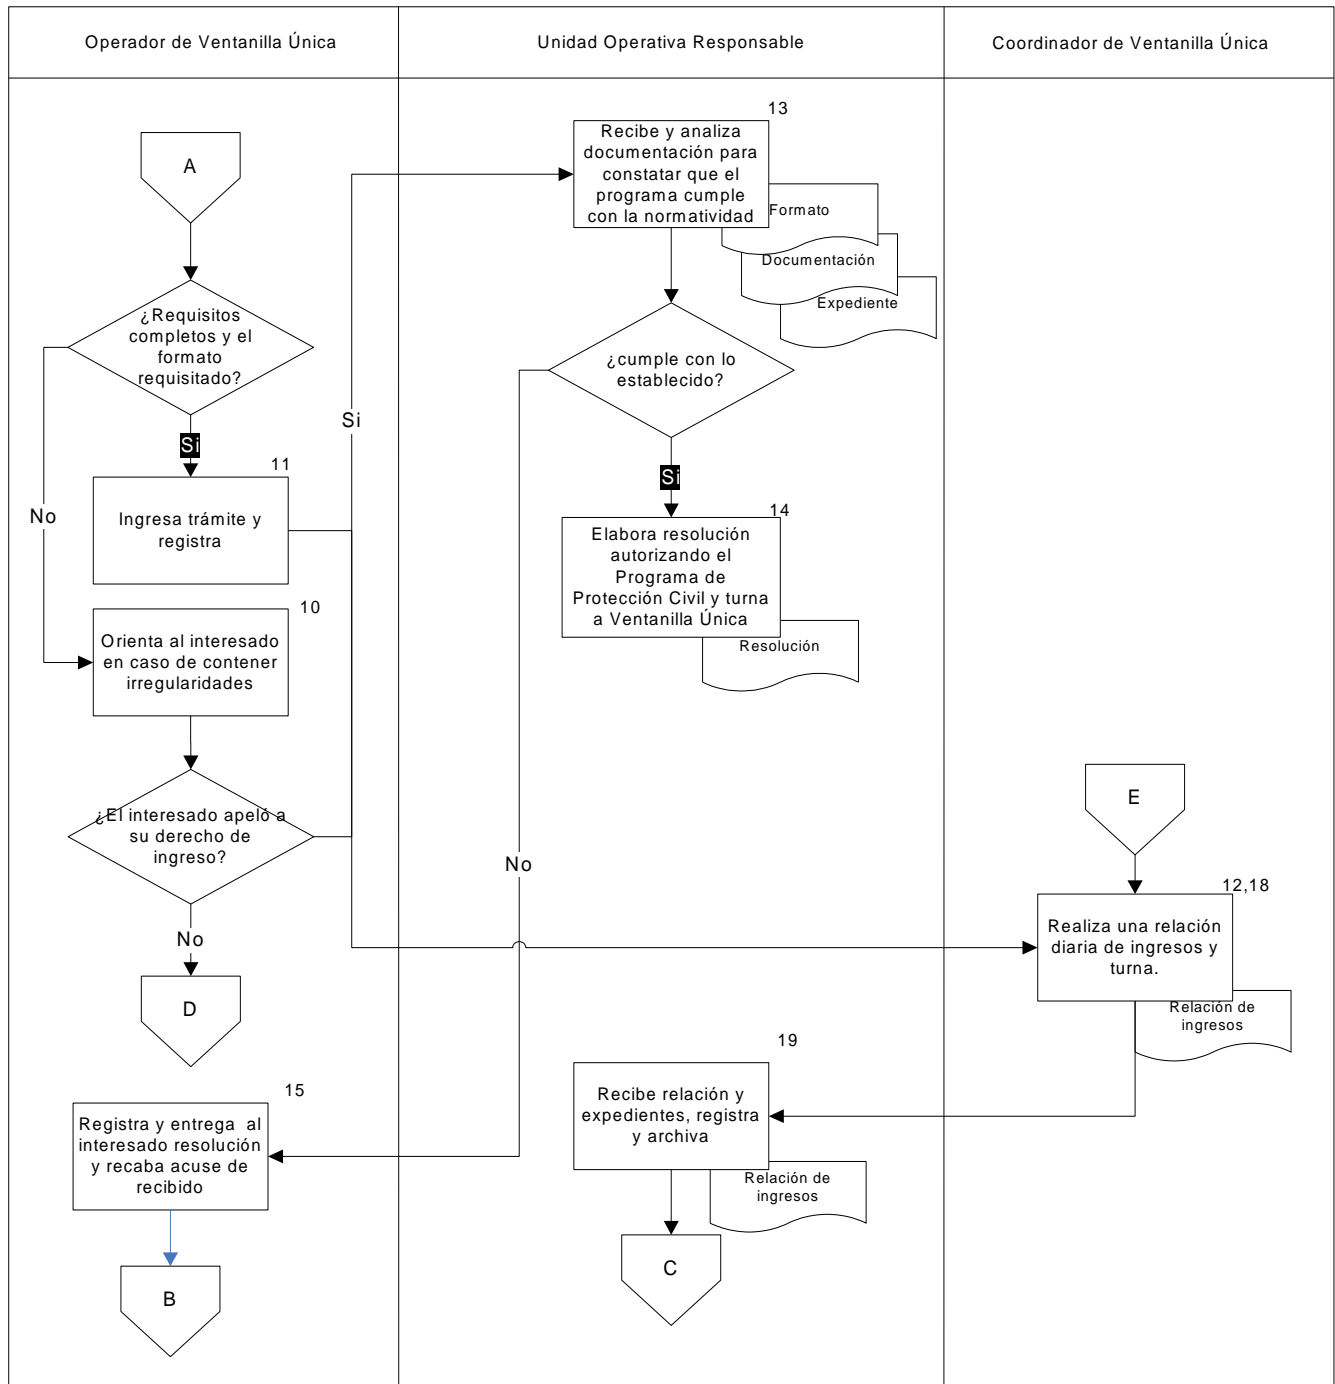 Operador de Ventanilla Única
Unidad Operativa Responsable
Coordinador de Ventanilla Única
A
¿Requisitos
completos y el
formato
requisitado?
Si
No
11
Ingresa trámite y
registra
10
Orienta al interesado
en caso de contener
irregularidades
¿El interesado apeló a
su derecho de
ingreso?
No
D
15
Registra y entrega al
interesado resolución
y recaba acuse de
recibido
B
Si
13
Recibe y analiza
documentación para
constatar que el
programa cumple
con la normatividad
Formato
Documentación
Expediente
¿cumple con lo
establecido?
Si
14
Elabora resolución
autorizando el
Programa de
Protección Civil y turna
a Ventanilla Única
Resolución
No
19
Recibe relación y
expedientes, registra
y archiva
Relación de
ingresos
C
E
12,18
Realiza una relación
diaria de ingresos y
turna.
Relación de
ingresos